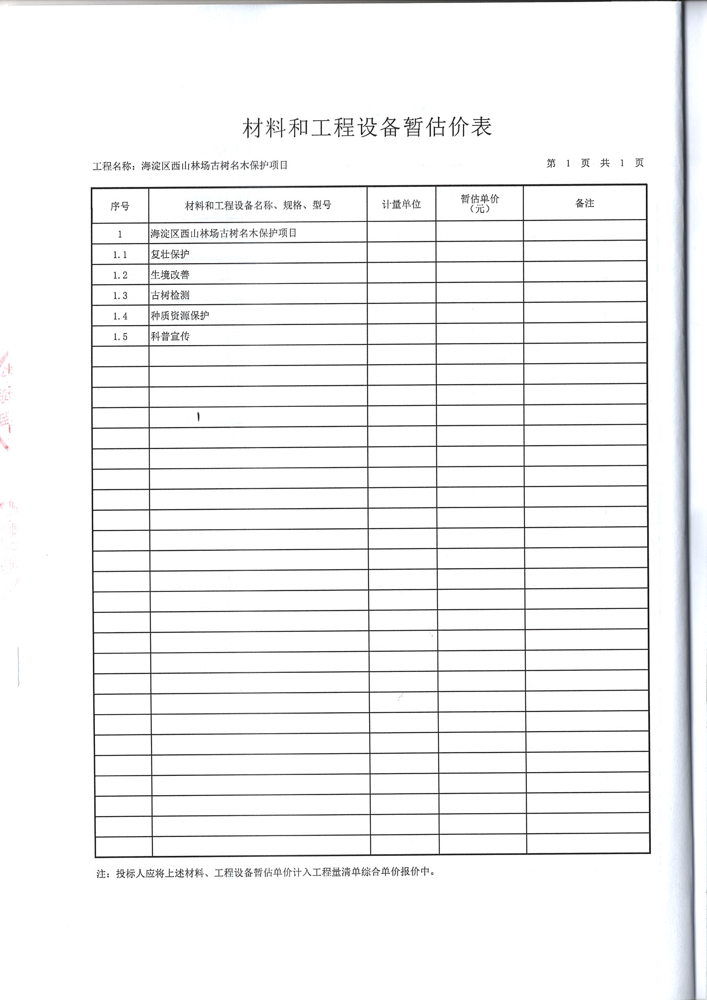 材料和工程设备暂估价表
工程名称：海淀区西山林场古树名木保护项目 第 1 页 共 1 页
序号 材料和工程设备名称、规格、型号 计量单位 暂估单价（元） 备注
1 海淀区西山林场古树名木保护项目
1.1 复壮保护
1.2 生境改善
1.3 古树检测
1.4 种质资源保护
1.5 科普宣传
注：投标人应将上述材料、工程设备暂估单价计入工程量清单综合单价报价中。